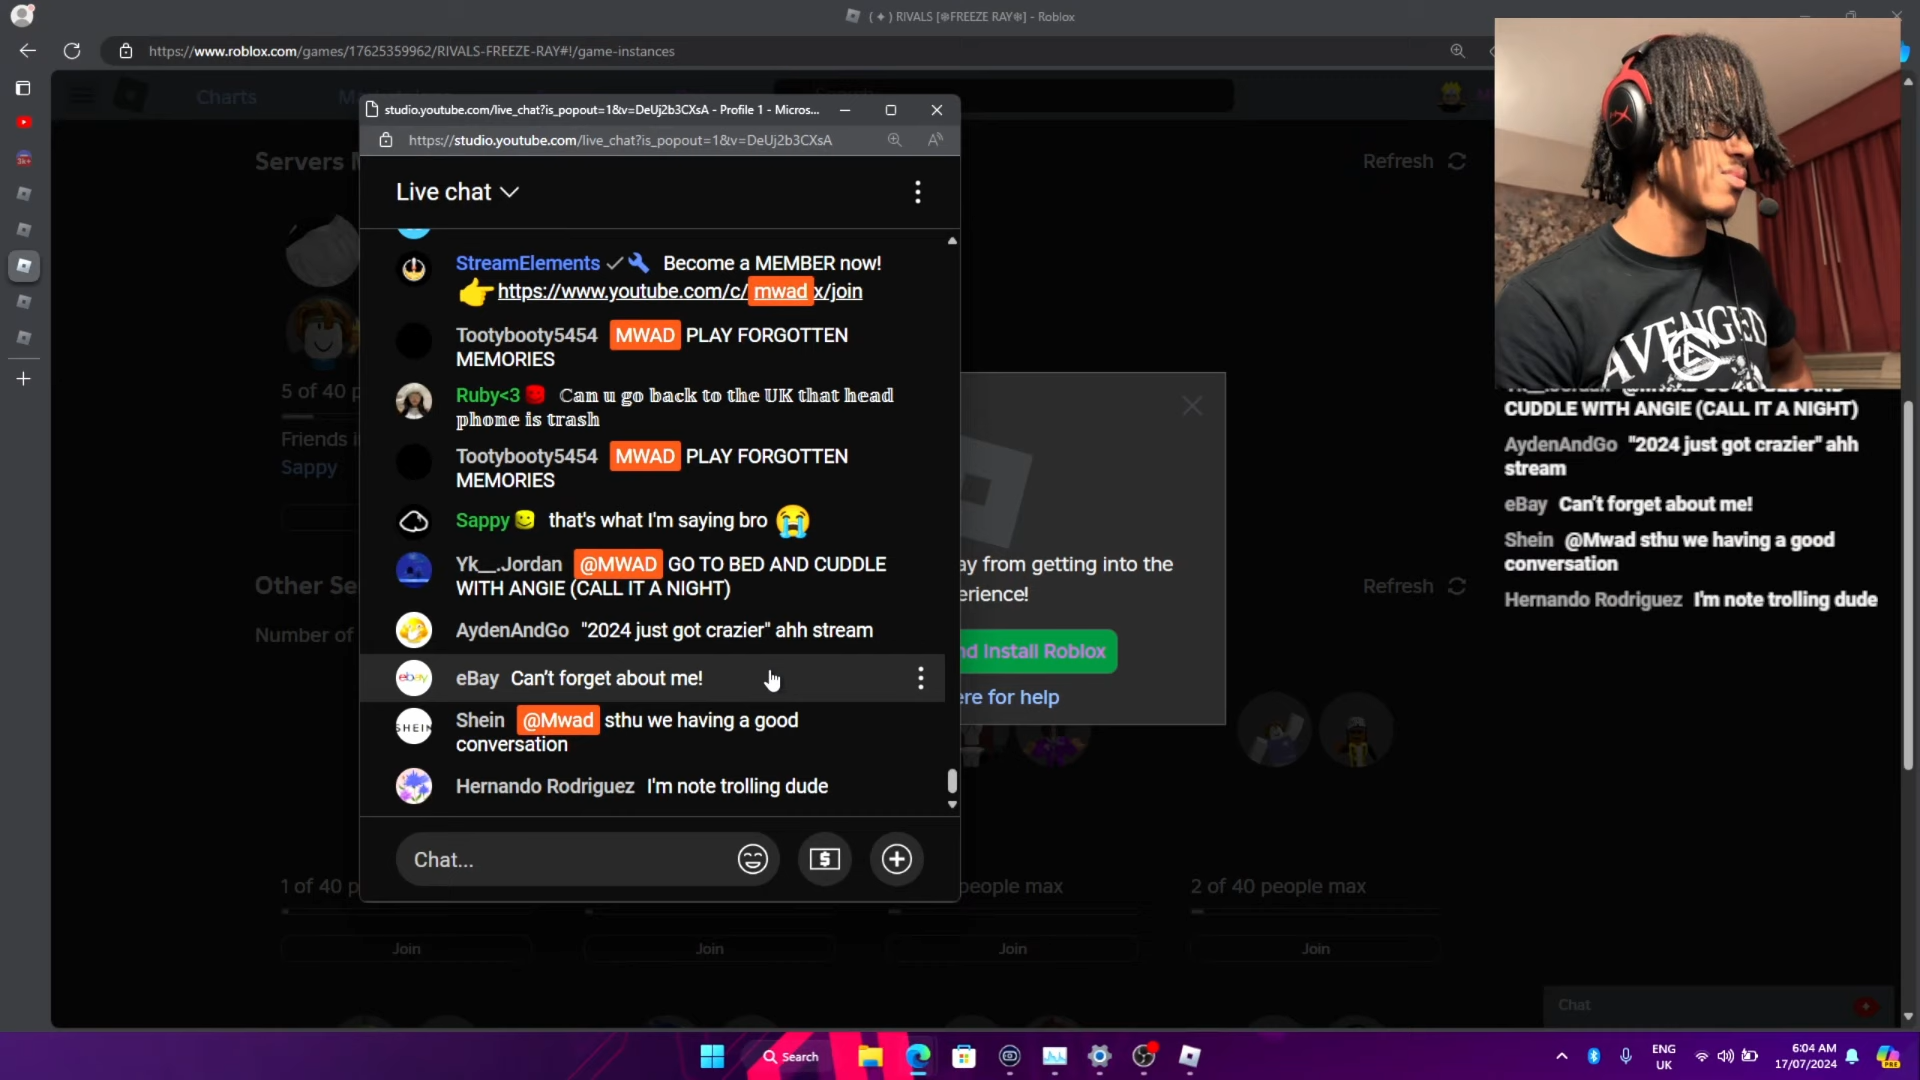 ( ✦ ) RIVALS [❄FREEZE RAY❄] - Roblox
https://www.roblox.com/games/17625359962/RIVALS-FREEZE-RAY#!/game-instances
Charts
studio.youtube.com/live_chat?is_popout=1&v=DeUj2b3CXsA - Profile 1 - Micros...
https://studio.youtube.com/live_chat?is_popout=1&v=DeUj2b3CXsA
Servers
Refresh
Live chat
StreamElements Become a MEMBER now!
👉https://www.youtube.com/c/mwadx/join
Tootybooty5454 MWAD PLAY FORGOTTEN
MEMORIES
Ruby<3 ℂan u go back to the UK that head
phone is trash
Tootybooty5454 MWAD PLAY FORGOTTEN
MEMORIES
Sappy that's what I'm saying bro 😭
Yk__.Jordan @MWAD GO TO BED AND CUDDLE
WITH ANGIE (CALL IT A NIGHT)
AydenAndGo "2024 just got crazier" ahh stream
eBay Can't forget about me!
Shein @Mwad sthu we having a good
conversation
Hernando Rodriguez I'm note trolling dude
Chat...
ebay
SHEIN
5 of 40 p
Friends i
Sappy
Other Se
Number of
Refresh
ay from getting into the
erience!
nd Install Roblox
ere for help
AVENGED
CUDDLE WITH ANGIE (CALL IT A NIGHT)
AydenAndGo "2024 just got crazier" ahh
stream
eBay Can't forget about me!
Shein @Mwad sthu we having a good
conversation
Hernando Rodriguez I'm note trolling dude
1 of 40 p
people max
2 of 40 people max
Join
Join
Join
Join
Chat
Search
ENG
UK
6:04 AM
17/07/2024